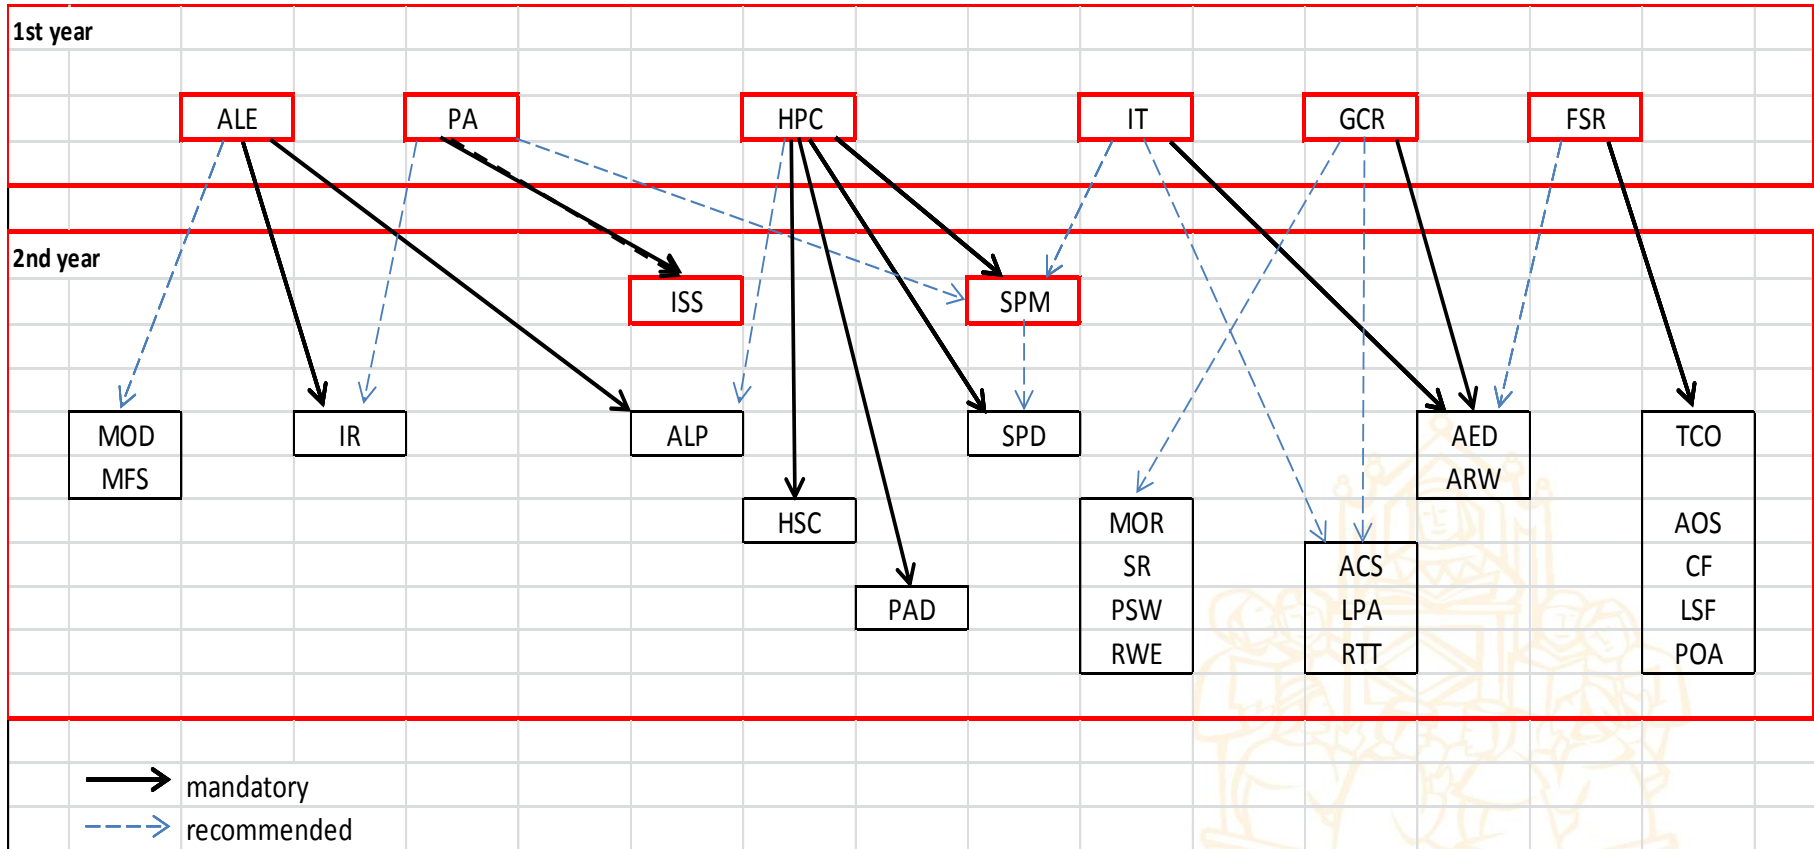 1st year
ALE PA HPC IT GCR FSR
2nd year
ISS SPM
MOD IR ALP SPD AED TCO
MFS ARW
HSC MOR AOS
SR ACS CF
PAD PSW LPA LSF
RWE RTT POA
mandatory
recommended